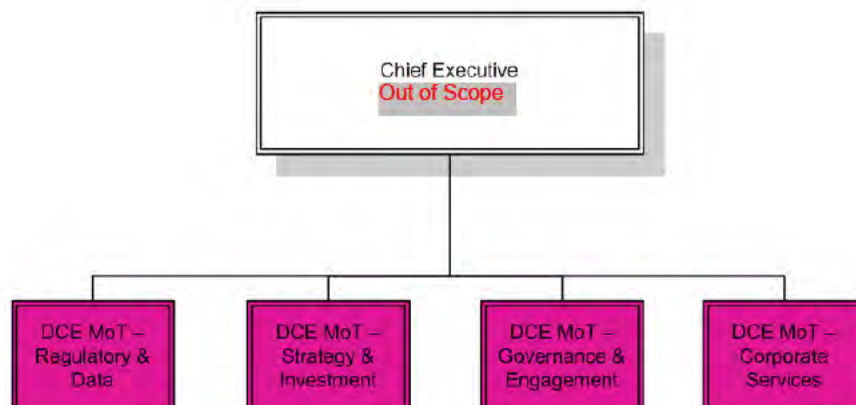 Chief Executive
Out of Scope
DCE MoT –
Regulatory &
Data
DCE MoT –
Strategy &
Investment
DCE MoT –
Governance &
Engagement
DCE MoT –
Corporate
Services